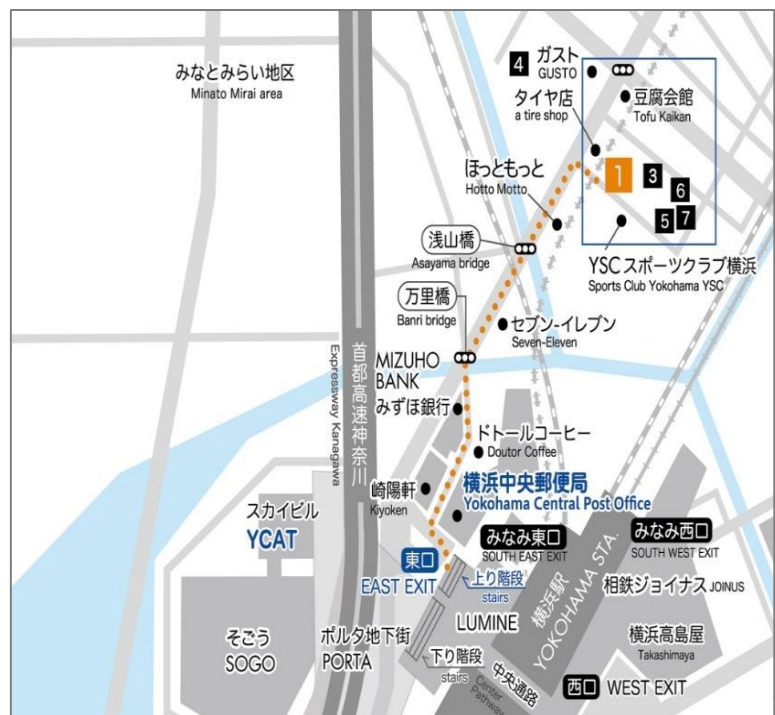 みなとみらい地区
Minato Mirai area
4
ガスト
GUSTO
タイヤ店
a tire shop
豆腐会館
Tofu Kaikan
ほっともっと
Hotto Motto
1
3
6
5
7
浅山橋
Asayama bridge
YSCスポーツクラブ横浜
Sports Club Yokohama YSC
万里橋
Banri bridge
セブン-イレブン
Seven-Eleven
首都高速神奈川
Expressway Kanagawa
MIZUHO
BANK
みずほ銀行
ドトールコーヒー
Doutor Coffee
崎陽軒
Kiyoken
横浜中央郵便局
Yokohama Central Post Office
スカイビル
YCAT
みなみ東口
SOUTH EAST EXIT
みなみ西口
SOUTH WEST EXIT
東口
EAST EXIT
上り階段
stairs
横浜駅
YOKOHAMA STA.
相鉄ジョイナス JOINUS
そごう
SOGO
ポルタ地下街
PORTA
LUMINE
下り階段
stairs
横浜高島屋
Takashimaya
中央通路
Center
Pathway
西口 WEST EXIT